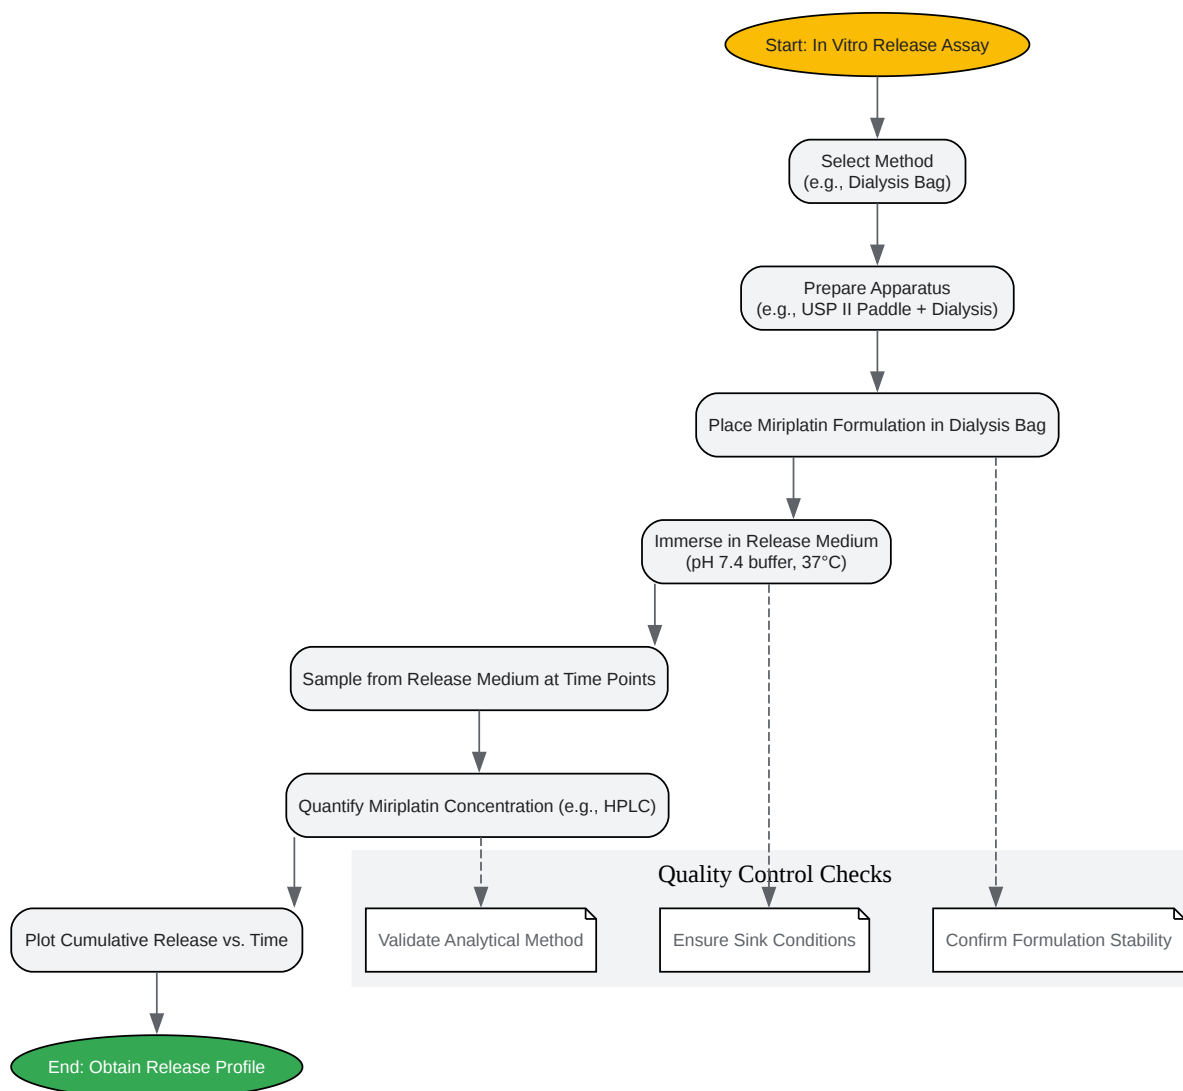 Start: In Vitro Release Assay
Select Method
(e.g., Dialysis Bag)
Prepare Apparatus
(e.g., USP II Paddle + Dialysis)
Place Miriplatin Formulation in Dialysis Bag
Immerse in Release Medium
(pH 7.4 buffer, 37°C)
Sample from Release Medium at Time Points
Quantify Miriplatin Concentration (e.g., HPLC)
Quality Control Checks
Plot Cumulative Release vs. Time
Validate Analytical Method
Ensure Sink Conditions
Confirm Formulation Stability
End: Obtain Release Profile